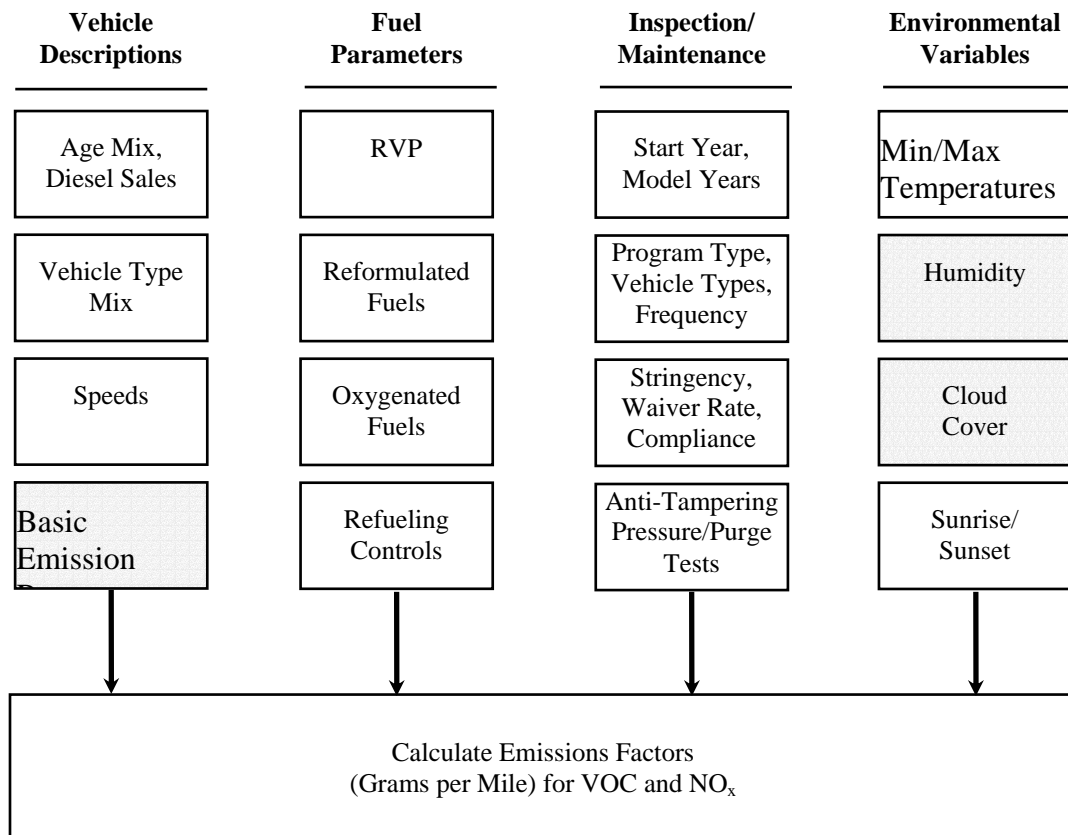 Vehicle
Descriptions
Fuel
Parameters
Inspection/
Maintenance
Environmental
Variables
Age Mix,
Diesel Sales
RVP
Start Year,
Model Years
Min/Max
Temperatures
Vehicle Type
Mix
Reformulated
Fuels
Program Type,
Vehicle Types,
Frequency
Humidity
Speeds
Oxygenated
Fuels
Stringency,
Waiver Rate,
Compliance
Cloud
Cover
Basic
Emission
Refueling
Controls
Anti-Tampering
Pressure/Purge
Tests
Sunrise/
Sunset
Calculate Emissions Factors
(Grams per Mile) for VOC and NOₓ